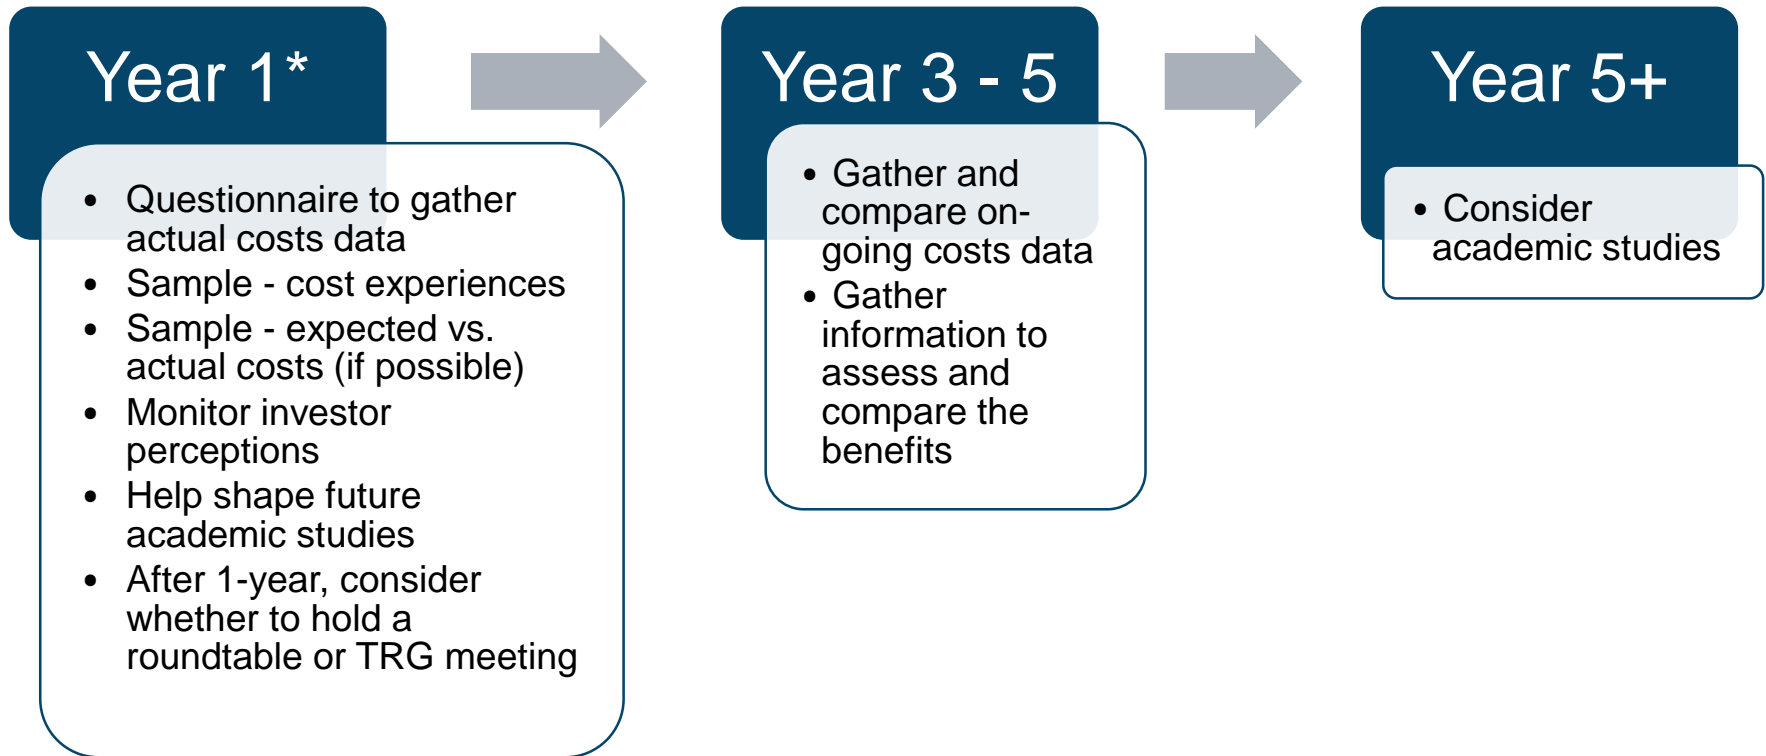 Year 1*
• Questionnaire to gather
actual costs data
• Sample - cost experiences
• Sample - expected vs.
actual costs (if possible)
• Monitor investor
perceptions
• Help shape future
academic studies
• After 1-year, consider
whether to hold a
roundtable or TRG meeting
Year 3 - 5
• Gather and
compare on-
going costs data
• Gather
information to
assess and
compare the
benefits
Year 5+
• Consider
academic studies